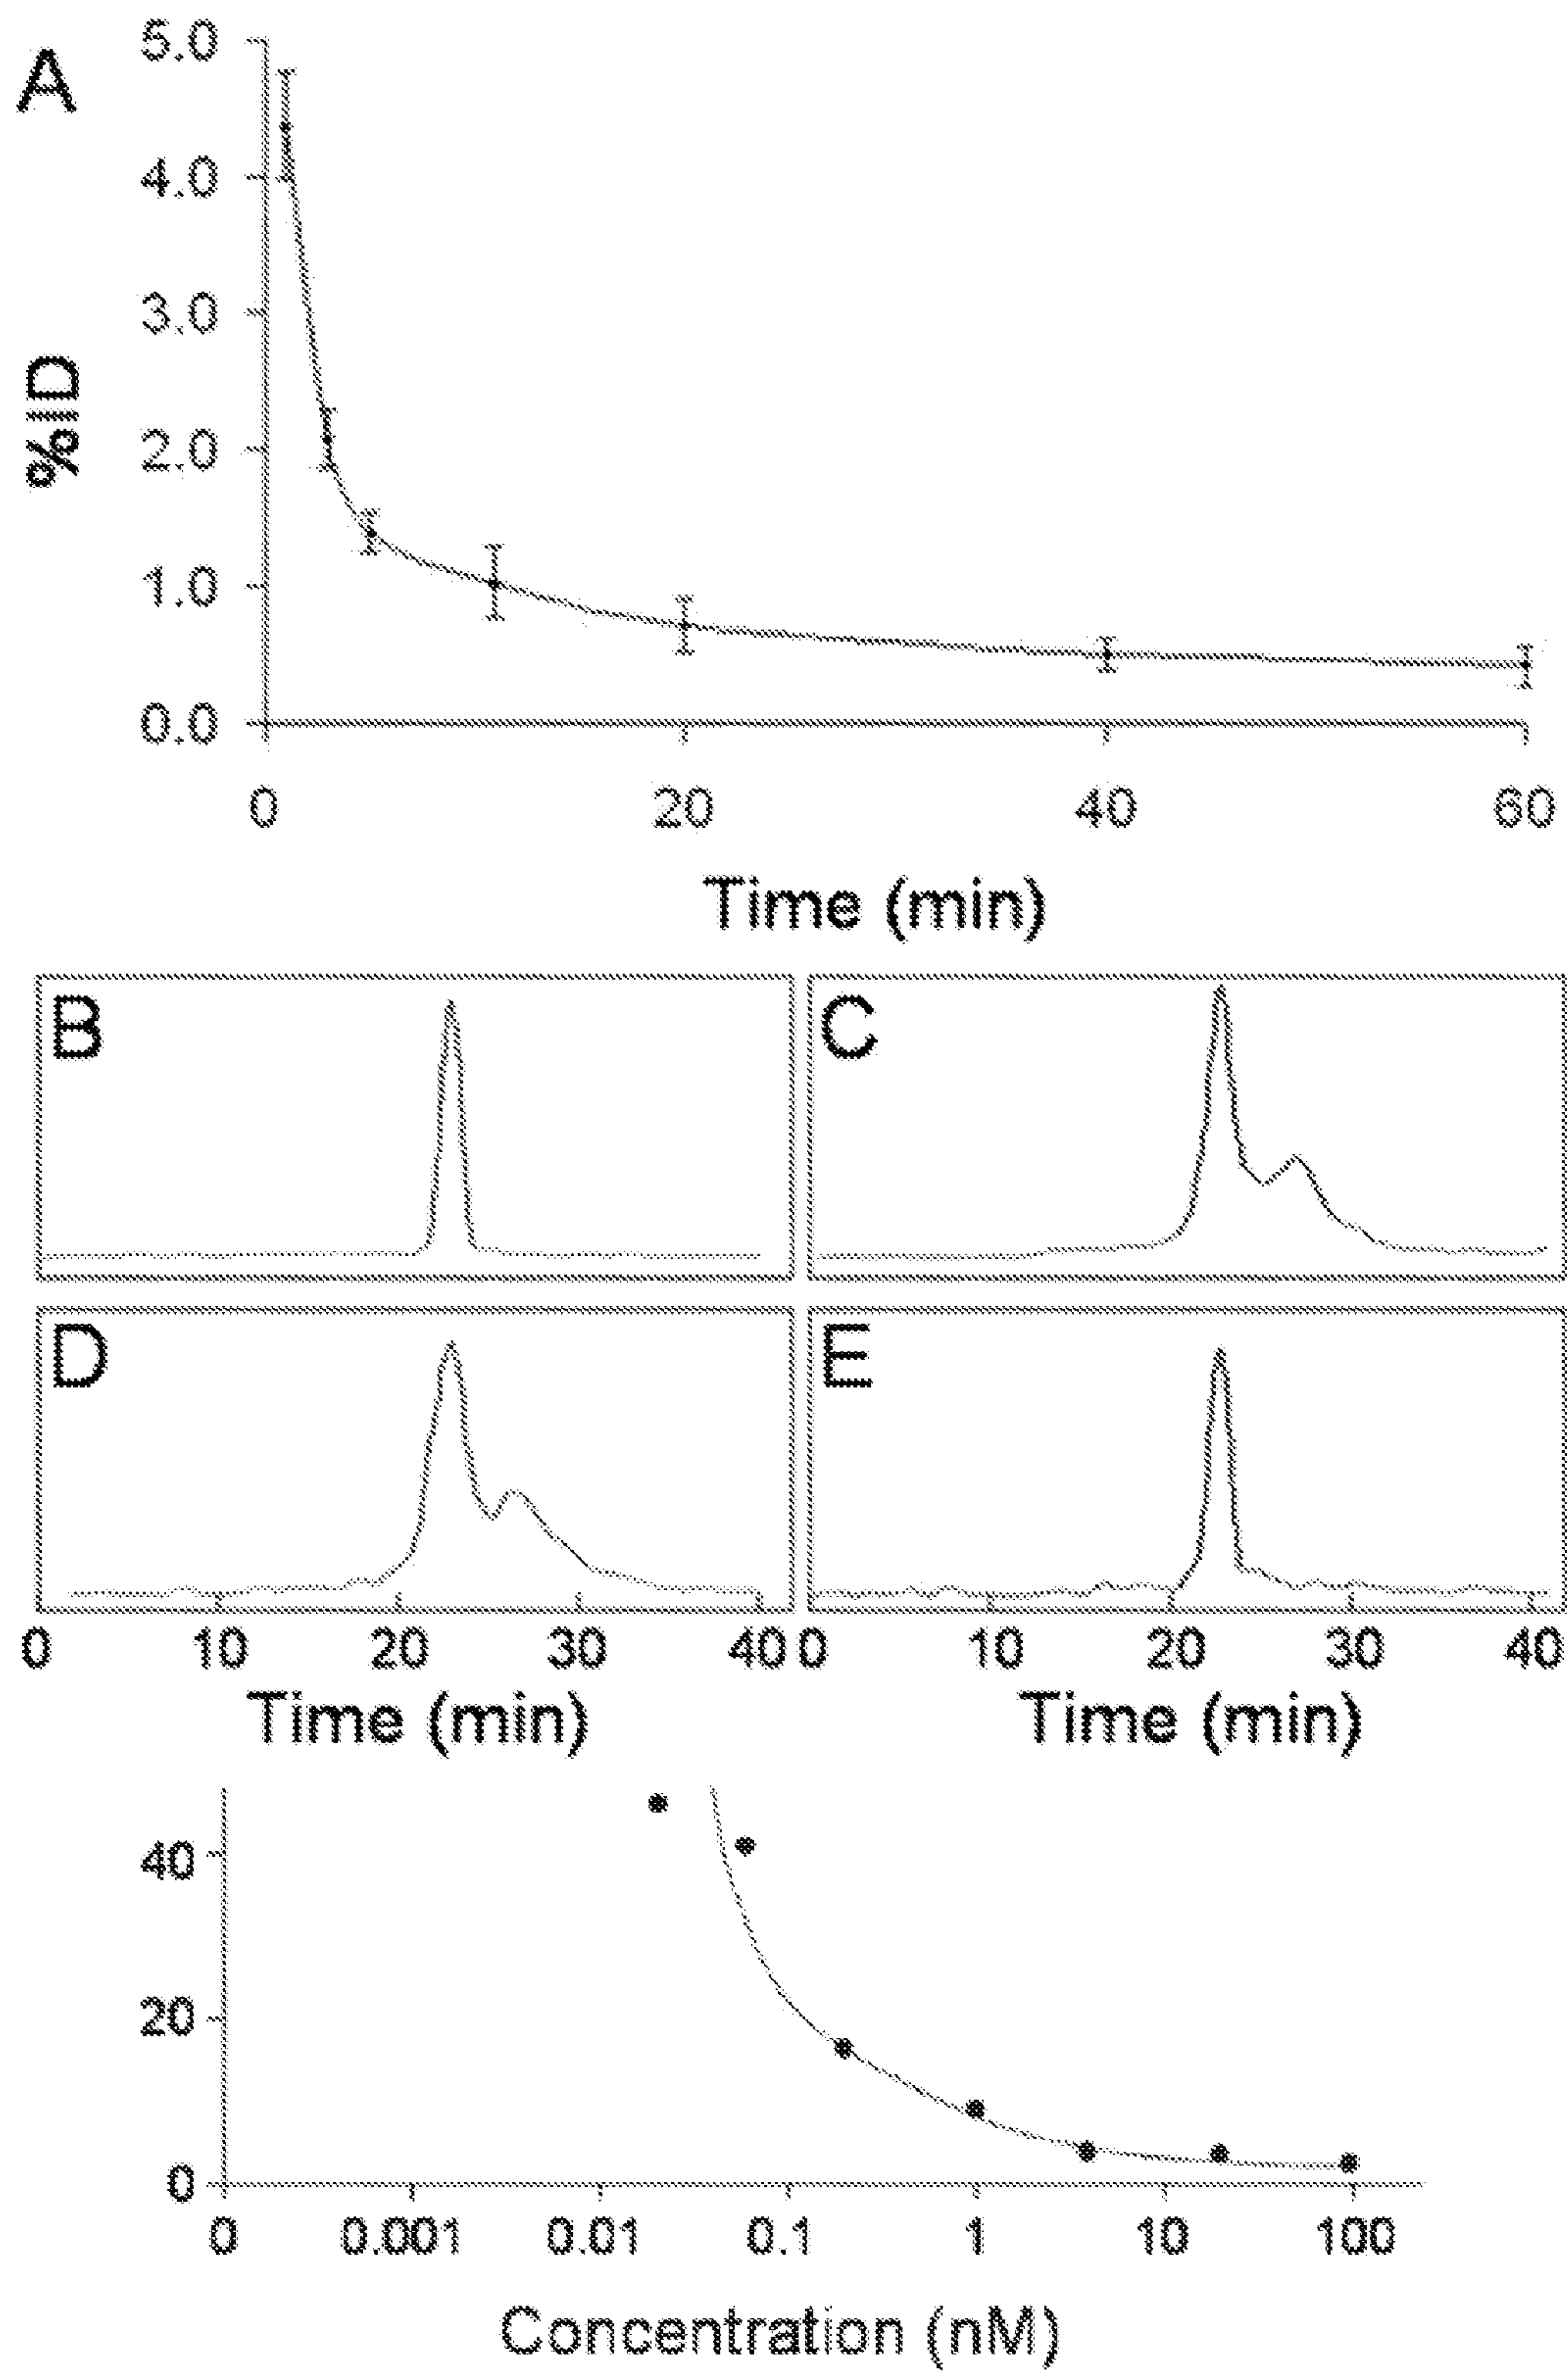 A
5.0
4.0
3.0
2.0
1.0
0.0
%ID
0 20 40 60
Time (min)
B C
D E
0 10 20 30 40 0 10 20 30 40
Time (min) Time (min)
40
20
0
0 0.001 0.01 0.1 1 10 100
Concentration (nM)